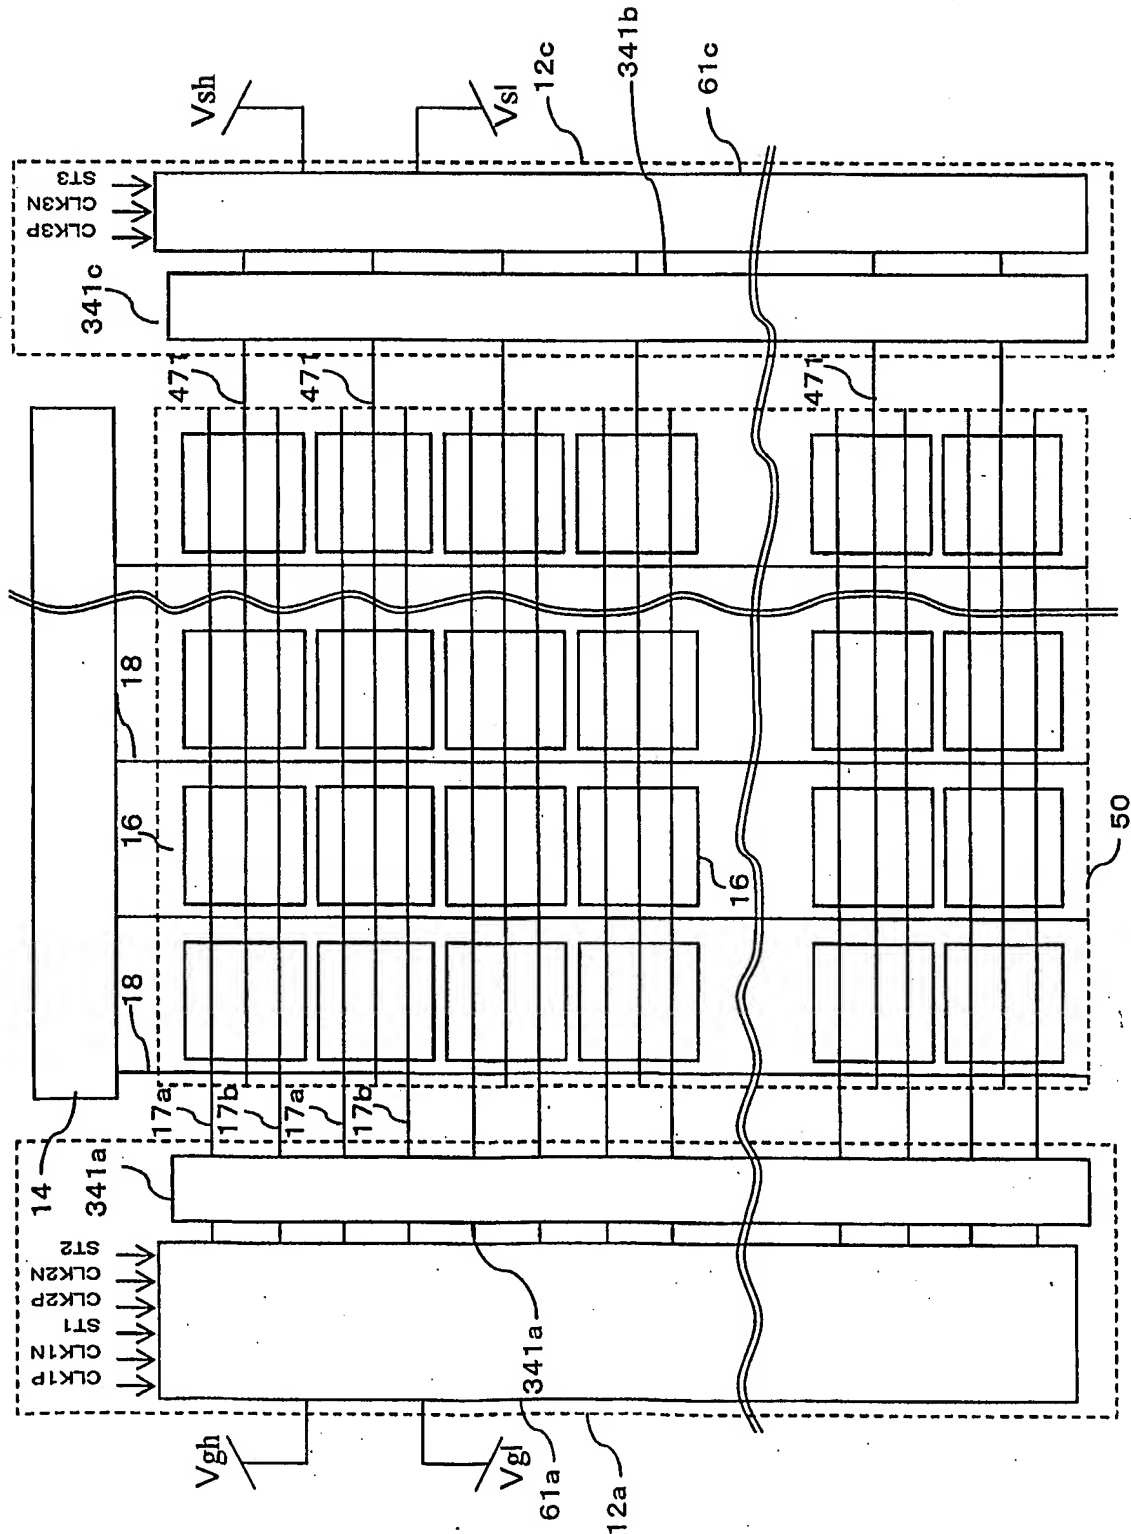 Vsh
Vsl
12c
341b
61c
ST3
CLK3N
CLK3P
341c
471
471
471
18
16
16
18
50
14
17a
17b
17a
17b
341a
ST2
CLK2N
CLK2P
ST1
CLK1N
CLK1P
341a
Vgh
Vgl
61a
12a